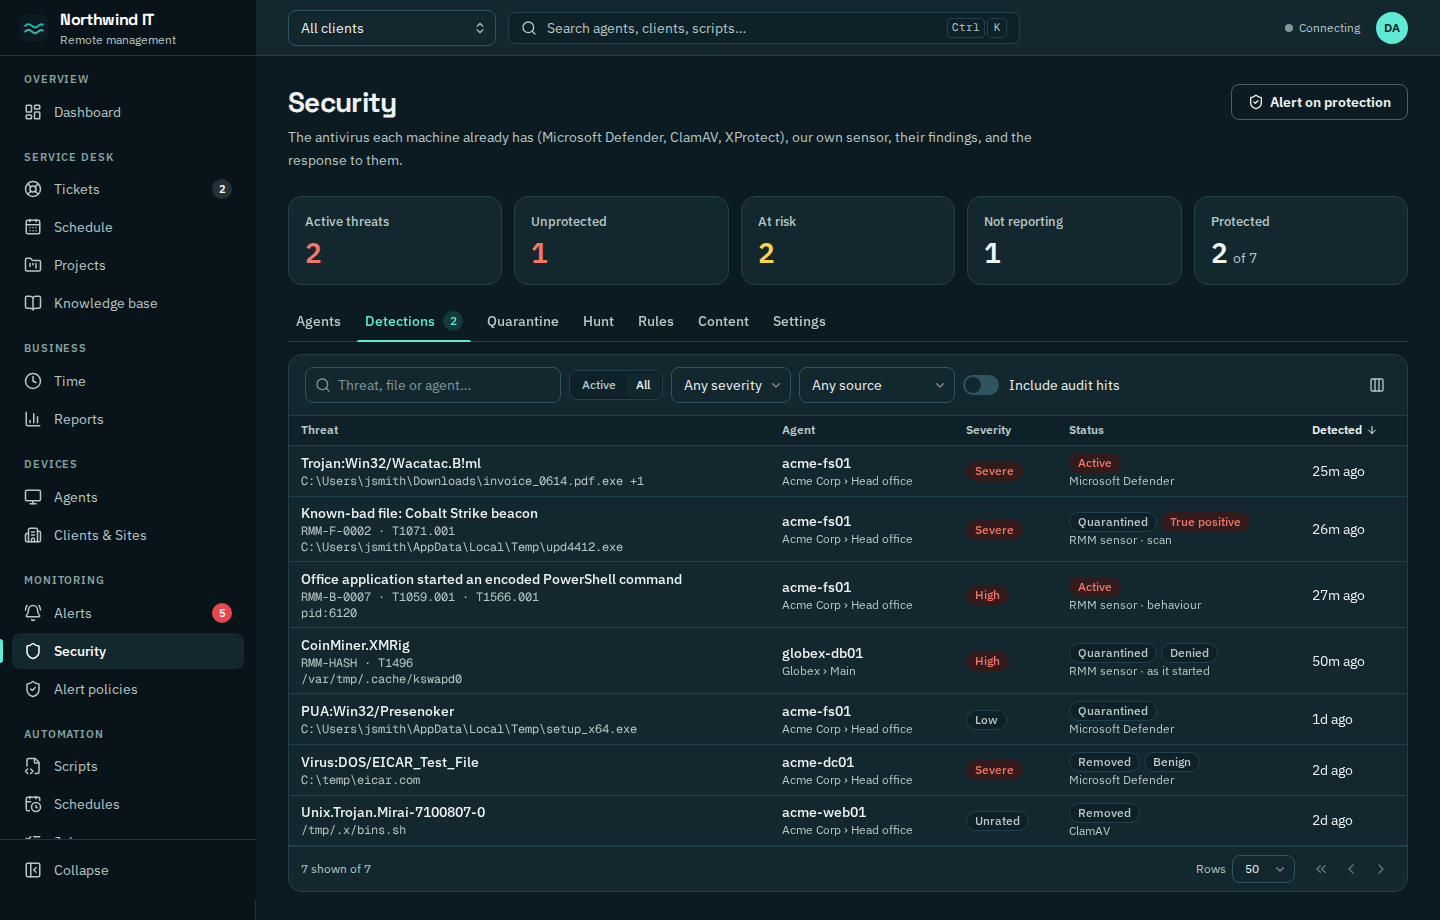 Northwind IT
Remote management
All clients
Search agents, clients, scripts...
Ctrl K
Connecting
DA
OVERVIEW
Dashboard
SERVICE DESK
Tickets 2
Schedule
Projects
Knowledge base
BUSINESS
Time
Reports
DEVICES
Agents
Clients & Sites
MONITORING
Alerts 5
Security
Alert policies
AUTOMATION
Scripts
Schedules
Collapse
Security
Alert on protection
The antivirus each machine already has (Microsoft Defender, ClamAV, XProtect), our own sensor, their findings, and the
response to them.
Active threats
2
Unprotected
1
At risk
2
Not reporting
1
Protected
2 of 7
Agents Detections 2 Quarantine Hunt Rules Content Settings
Threat, file or agent... Active All Any severity Any source Include audit hits
Threat Agent Severity Status Detected ↓
Trojan:Win32/Wacatac.B!ml
C:\Users\jsmith\Downloads\invoice_0614.pdf.exe +1
acme-fs01
Acme Corp › Head office
Severe
Active
Microsoft Defender
25m ago
Known-bad file: Cobalt Strike beacon
RMM-F-0002 · T1071.001
C:\Users\jsmith\AppData\Local\Temp\upd4412.exe
acme-fs01
Acme Corp › Head office
Severe
Quarantined True positive
RMM sensor · scan
26m ago
Office application started an encoded PowerShell command
RMM-B-0007 · T1059.001 · T1566.001
pid:6120
acme-fs01
Acme Corp › Head office
High
Active
RMM sensor · behaviour
27m ago
CoinMiner.XMRig
RMM-HASH · T1496
/var/tmp/.cache/kswapd0
globex-db01
Globex › Main
High
Quarantined Denied
RMM sensor · as it started
50m ago
PUA:Win32/Presenoker
C:\Users\jsmith\AppData\Local\Temp\setup_x64.exe
acme-fs01
Acme Corp › Head office
Low
Quarantined
Microsoft Defender
1d ago
Virus:DOS/EICAR_Test_File
C:\temp\eicar.com
acme-dc01
Acme Corp › Head office
Severe
Removed Benign
Microsoft Defender
2d ago
Unix.Trojan.Mirai-7100807-0
/tmp/.x/bins.sh
acme-web01
Acme Corp › Head office
Unrated
Removed
ClamAV
2d ago
7 shown of 7
Rows 50